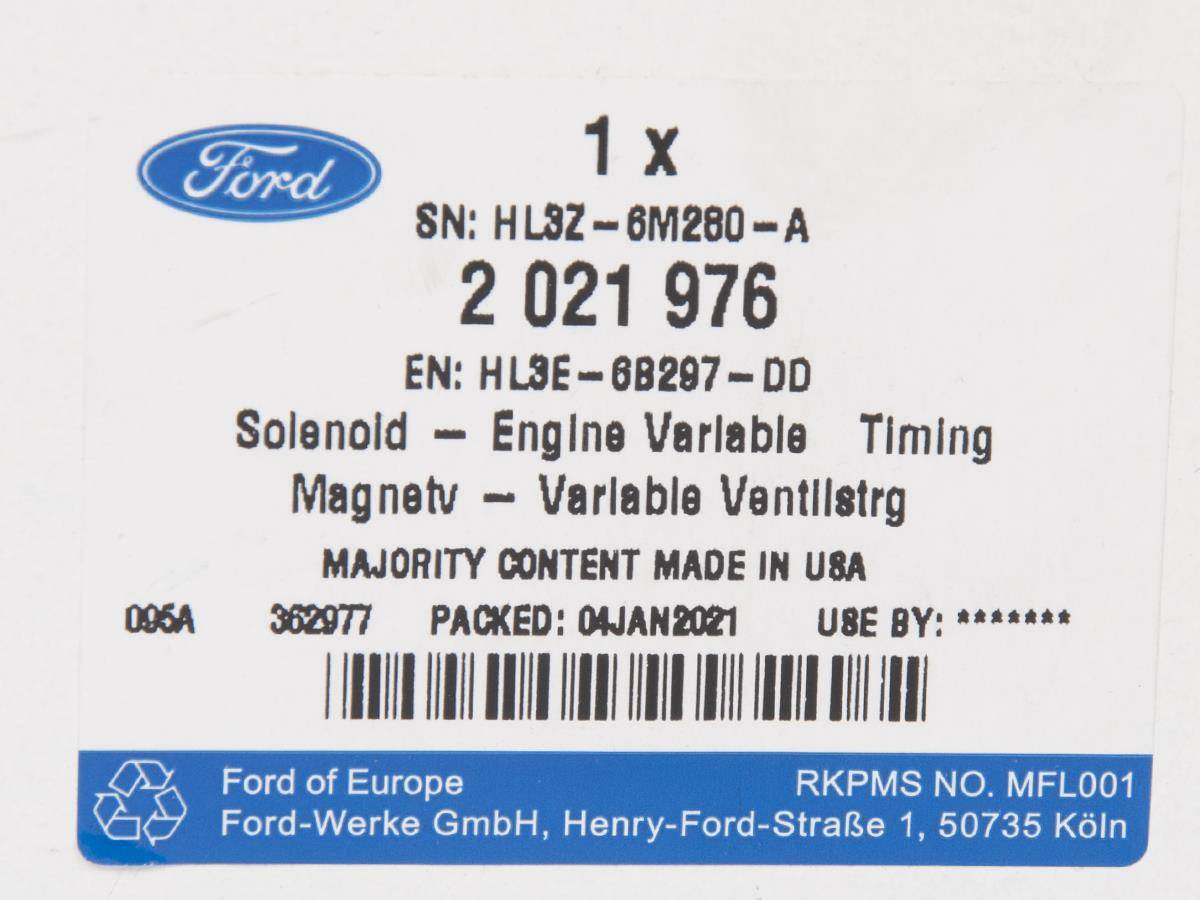 Ford
1 x
SN: HL3Z-6M280-A
2 021 976
EN: HL3E-6B297-DD
Solenoid - Engine Variable Timing
Magnetv - Variable Ventilstrg
MAJORITY CONTENT MADE IN USA
095A 362977 PACKED: 04JAN2021 USE BY: *******
Ford of Europe RKPMS NO. MFL001
Ford-Werke GmbH, Henry-Ford-Straße 1, 50735 Köln